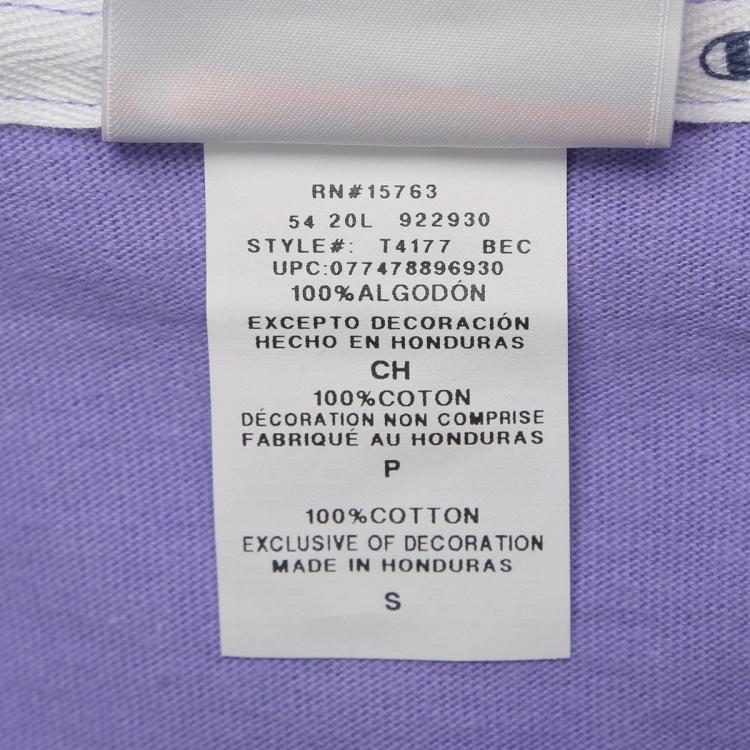 RN#15763
54 20L 922930
STYLE#: T4177 BEC
UPC:077478896930
100%ALGODÓN
EXCEPTO DECORACIÓN
HECHO EN HONDURAS
CH
100%COTON
DÉCORATION NON COMPRISE
FABRIQUÉ AU HONDURAS
P
100%COTTON
EXCLUSIVE OF DECORATION
MADE IN HONDURAS
S